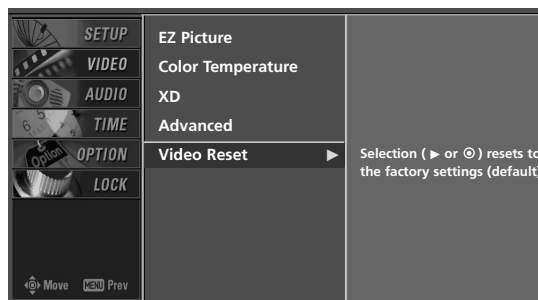 SETUP
VIDEO
AUDIO
TIME
OPTION
LOCK
Move MENU Prev
EZ Picture
Color Temperature
XD
Advanced
Video Reset ▶
Selection ( ▶ or ⊙ ) resets to
the factory settings (default)